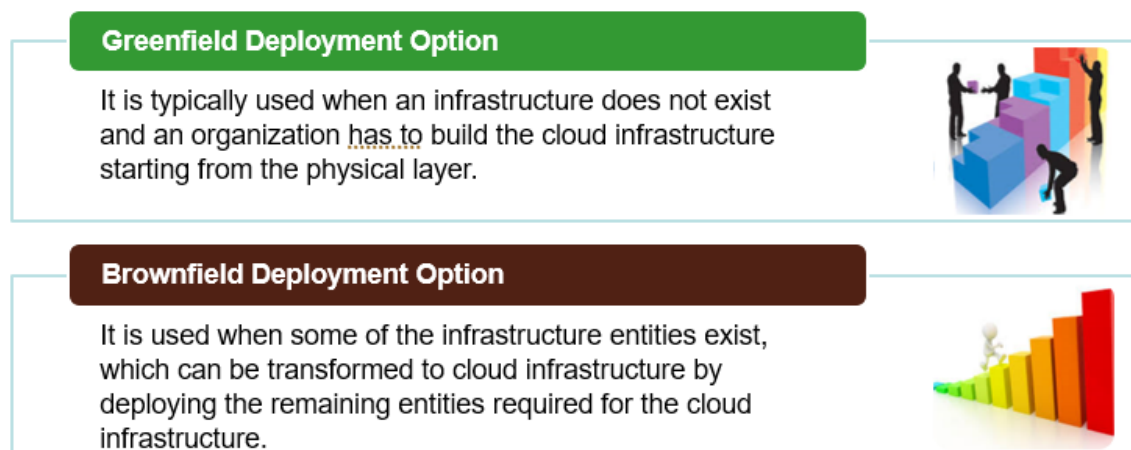 Greenfield Deployment Option
It is typically used when an infrastructure does not exist
and an organization has to build the cloud infrastructure
starting from the physical layer.
Brownfield Deployment Option
It is used when some of the infrastructure entities exist,
which can be transformed to cloud infrastructure by
deploying the remaining entities required for the cloud
infrastructure.